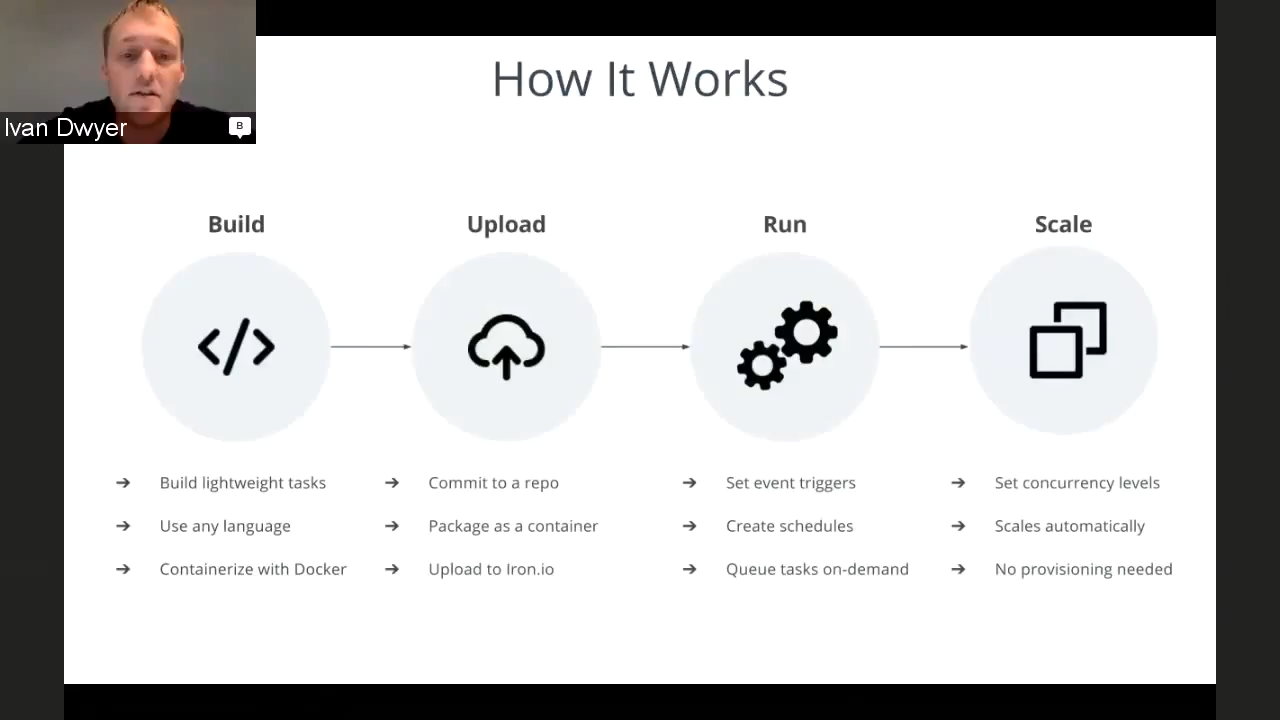 How It Works
Ivan Dwyer
B
Build
Upload
Run
Scale
</>
Build lightweight tasks
Use any language
Containerize with Docker
Commit to a repo
Package as a container
Upload to Iron.io
Set event triggers
Create schedules
Queue tasks on-demand
Set concurrency levels
Scales automatically
No provisioning needed